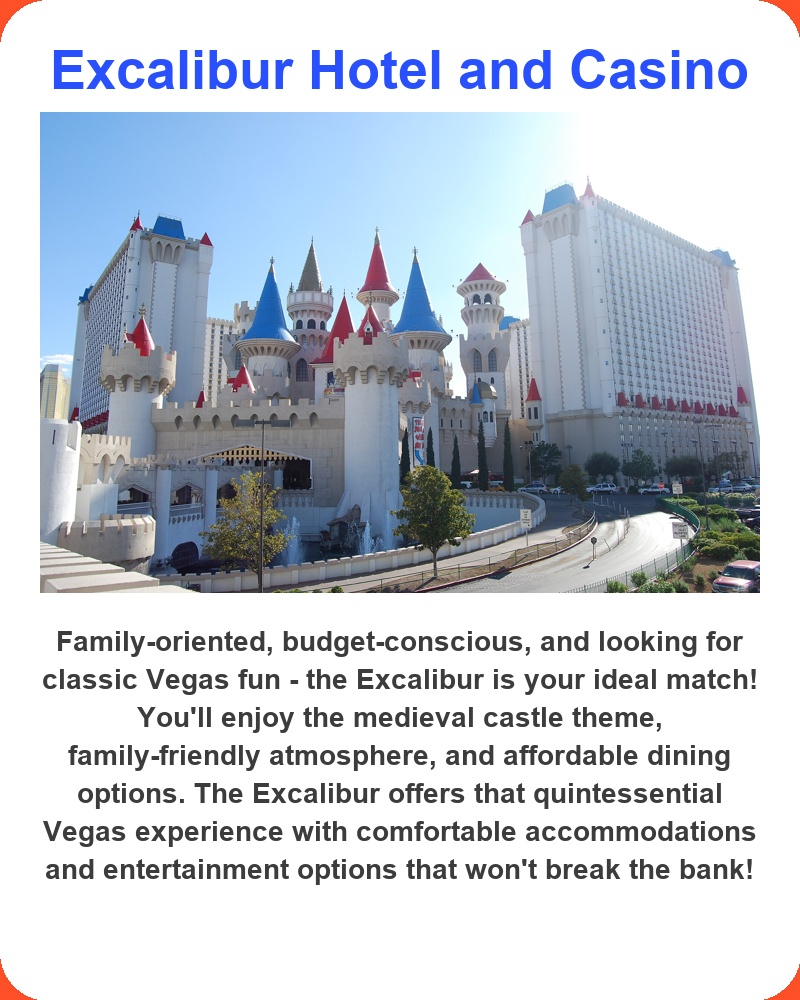 Excalibur Hotel and Casino
Family-oriented, budget-conscious, and looking for
classic Vegas fun - the Excalibur is your ideal match!
You'll enjoy the medieval castle theme,
family-friendly atmosphere, and affordable dining
options. The Excalibur offers that quintessential
Vegas experience with comfortable accommodations
and entertainment options that won't break the bank!